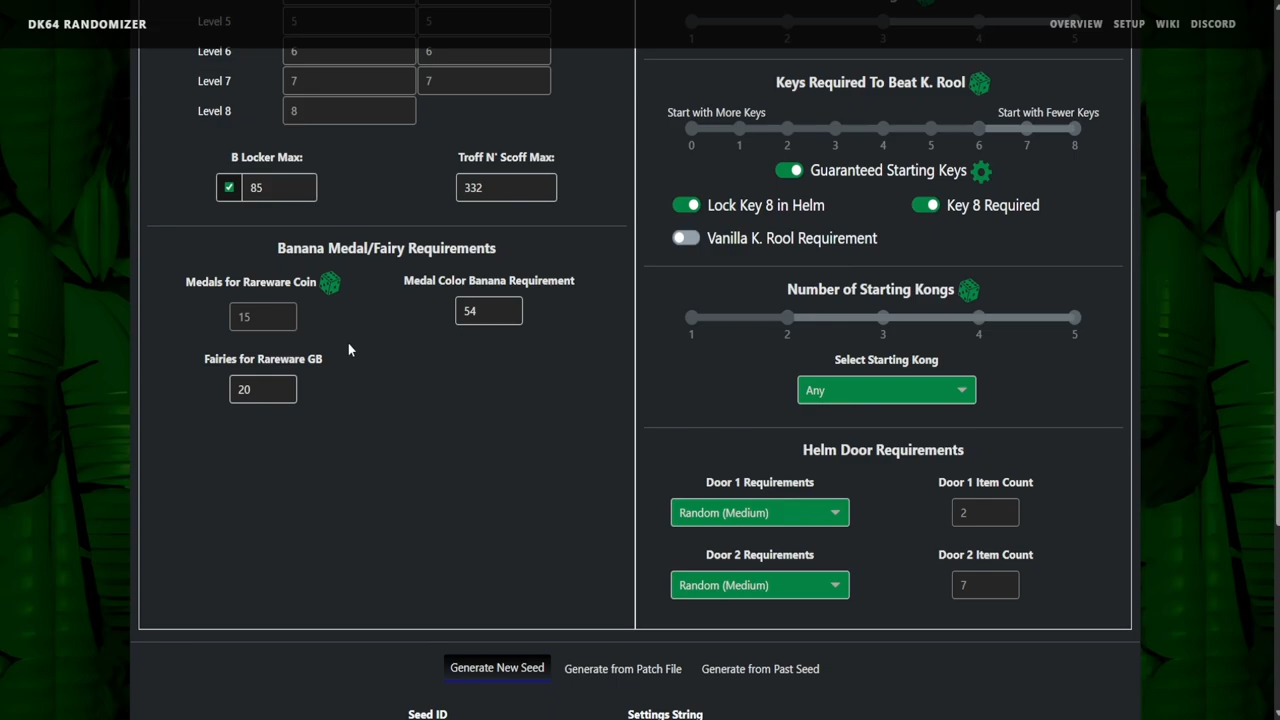 DK64 RANDOMIZER
OVERVIEW SETUP WIKI DISCORD
Level 5 5 5
Level 6 6 6
Level 7 7 7
Level 8 8
B Locker Max: Troff N' Scoff Max:
85 332
Banana Medal/Fairy Requirements
Medals for Rareware Coin Medal Color Banana Requirement
15 54
Fairies for Rareware GB
20
1 2 3 4 5
Keys Required To Beat K. Rool
Start with More Keys Start with Fewer Keys
0 1 2 3 4 5 6 7 8
Guaranteed Starting Keys
Lock Key 8 in Helm Key 8 Required
Vanilla K. Rool Requirement
Number of Starting Kongs
1 2 3 4 5
Select Starting Kong
Any
Helm Door Requirements
Door 1 Requirements Door 1 Item Count
Random (Medium) 2
Door 2 Requirements Door 2 Item Count
Random (Medium) 7
Generate New Seed Generate from Patch File Generate from Past Seed
Seed ID Settings String